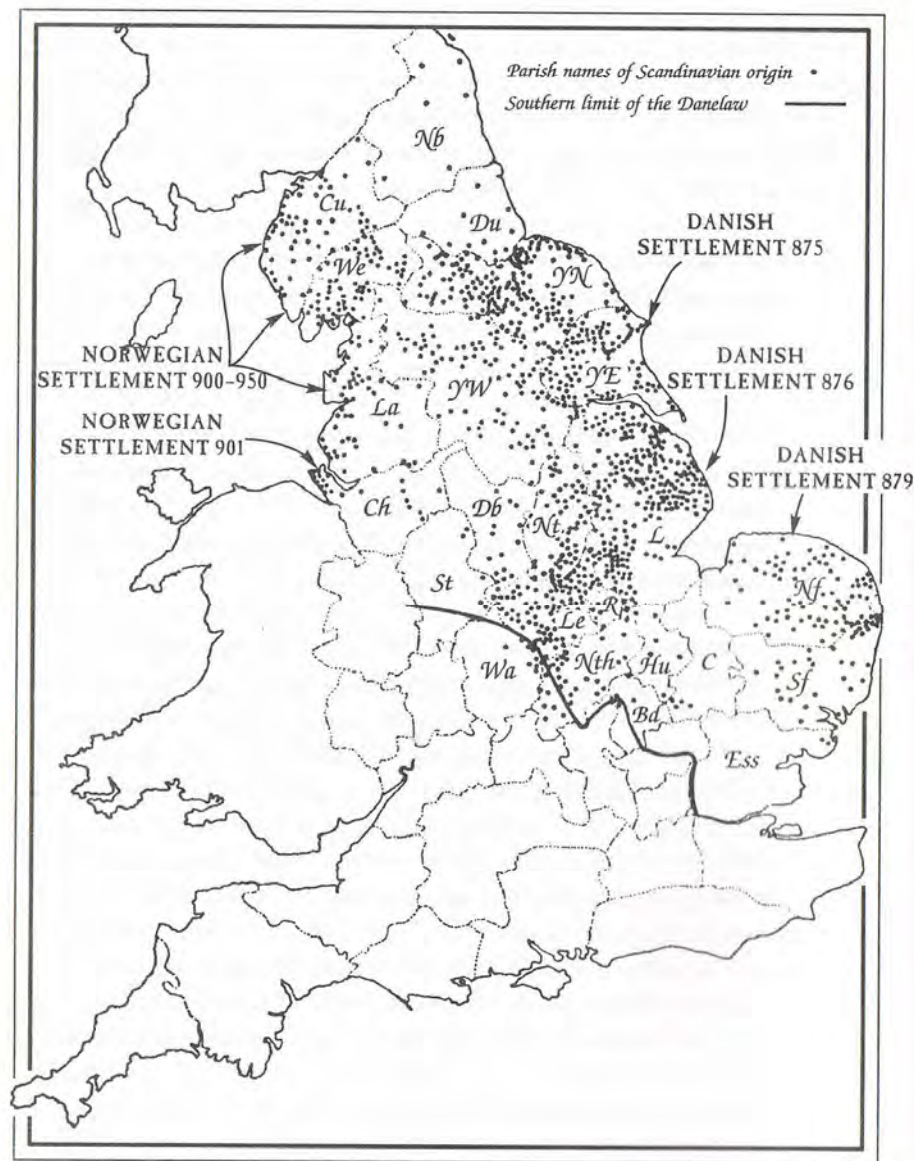 Parish names of Scandinavian origin
Southern limit of the Danelaw
Nb
Cu
Du
DANISH
SETTLEMENT 875
We
YN
NORWEGIAN
SETTLEMENT 900–950
DANISH
SETTLEMENT 876
YE
YW
La
NORWEGIAN
SETTLEMENT 901
DANISH
SETTLEMENT 879
Ch
Db
Nt
L
St
Nf
Le
R
Wa
Nth
Hu
C
Sf
Bd
Ess